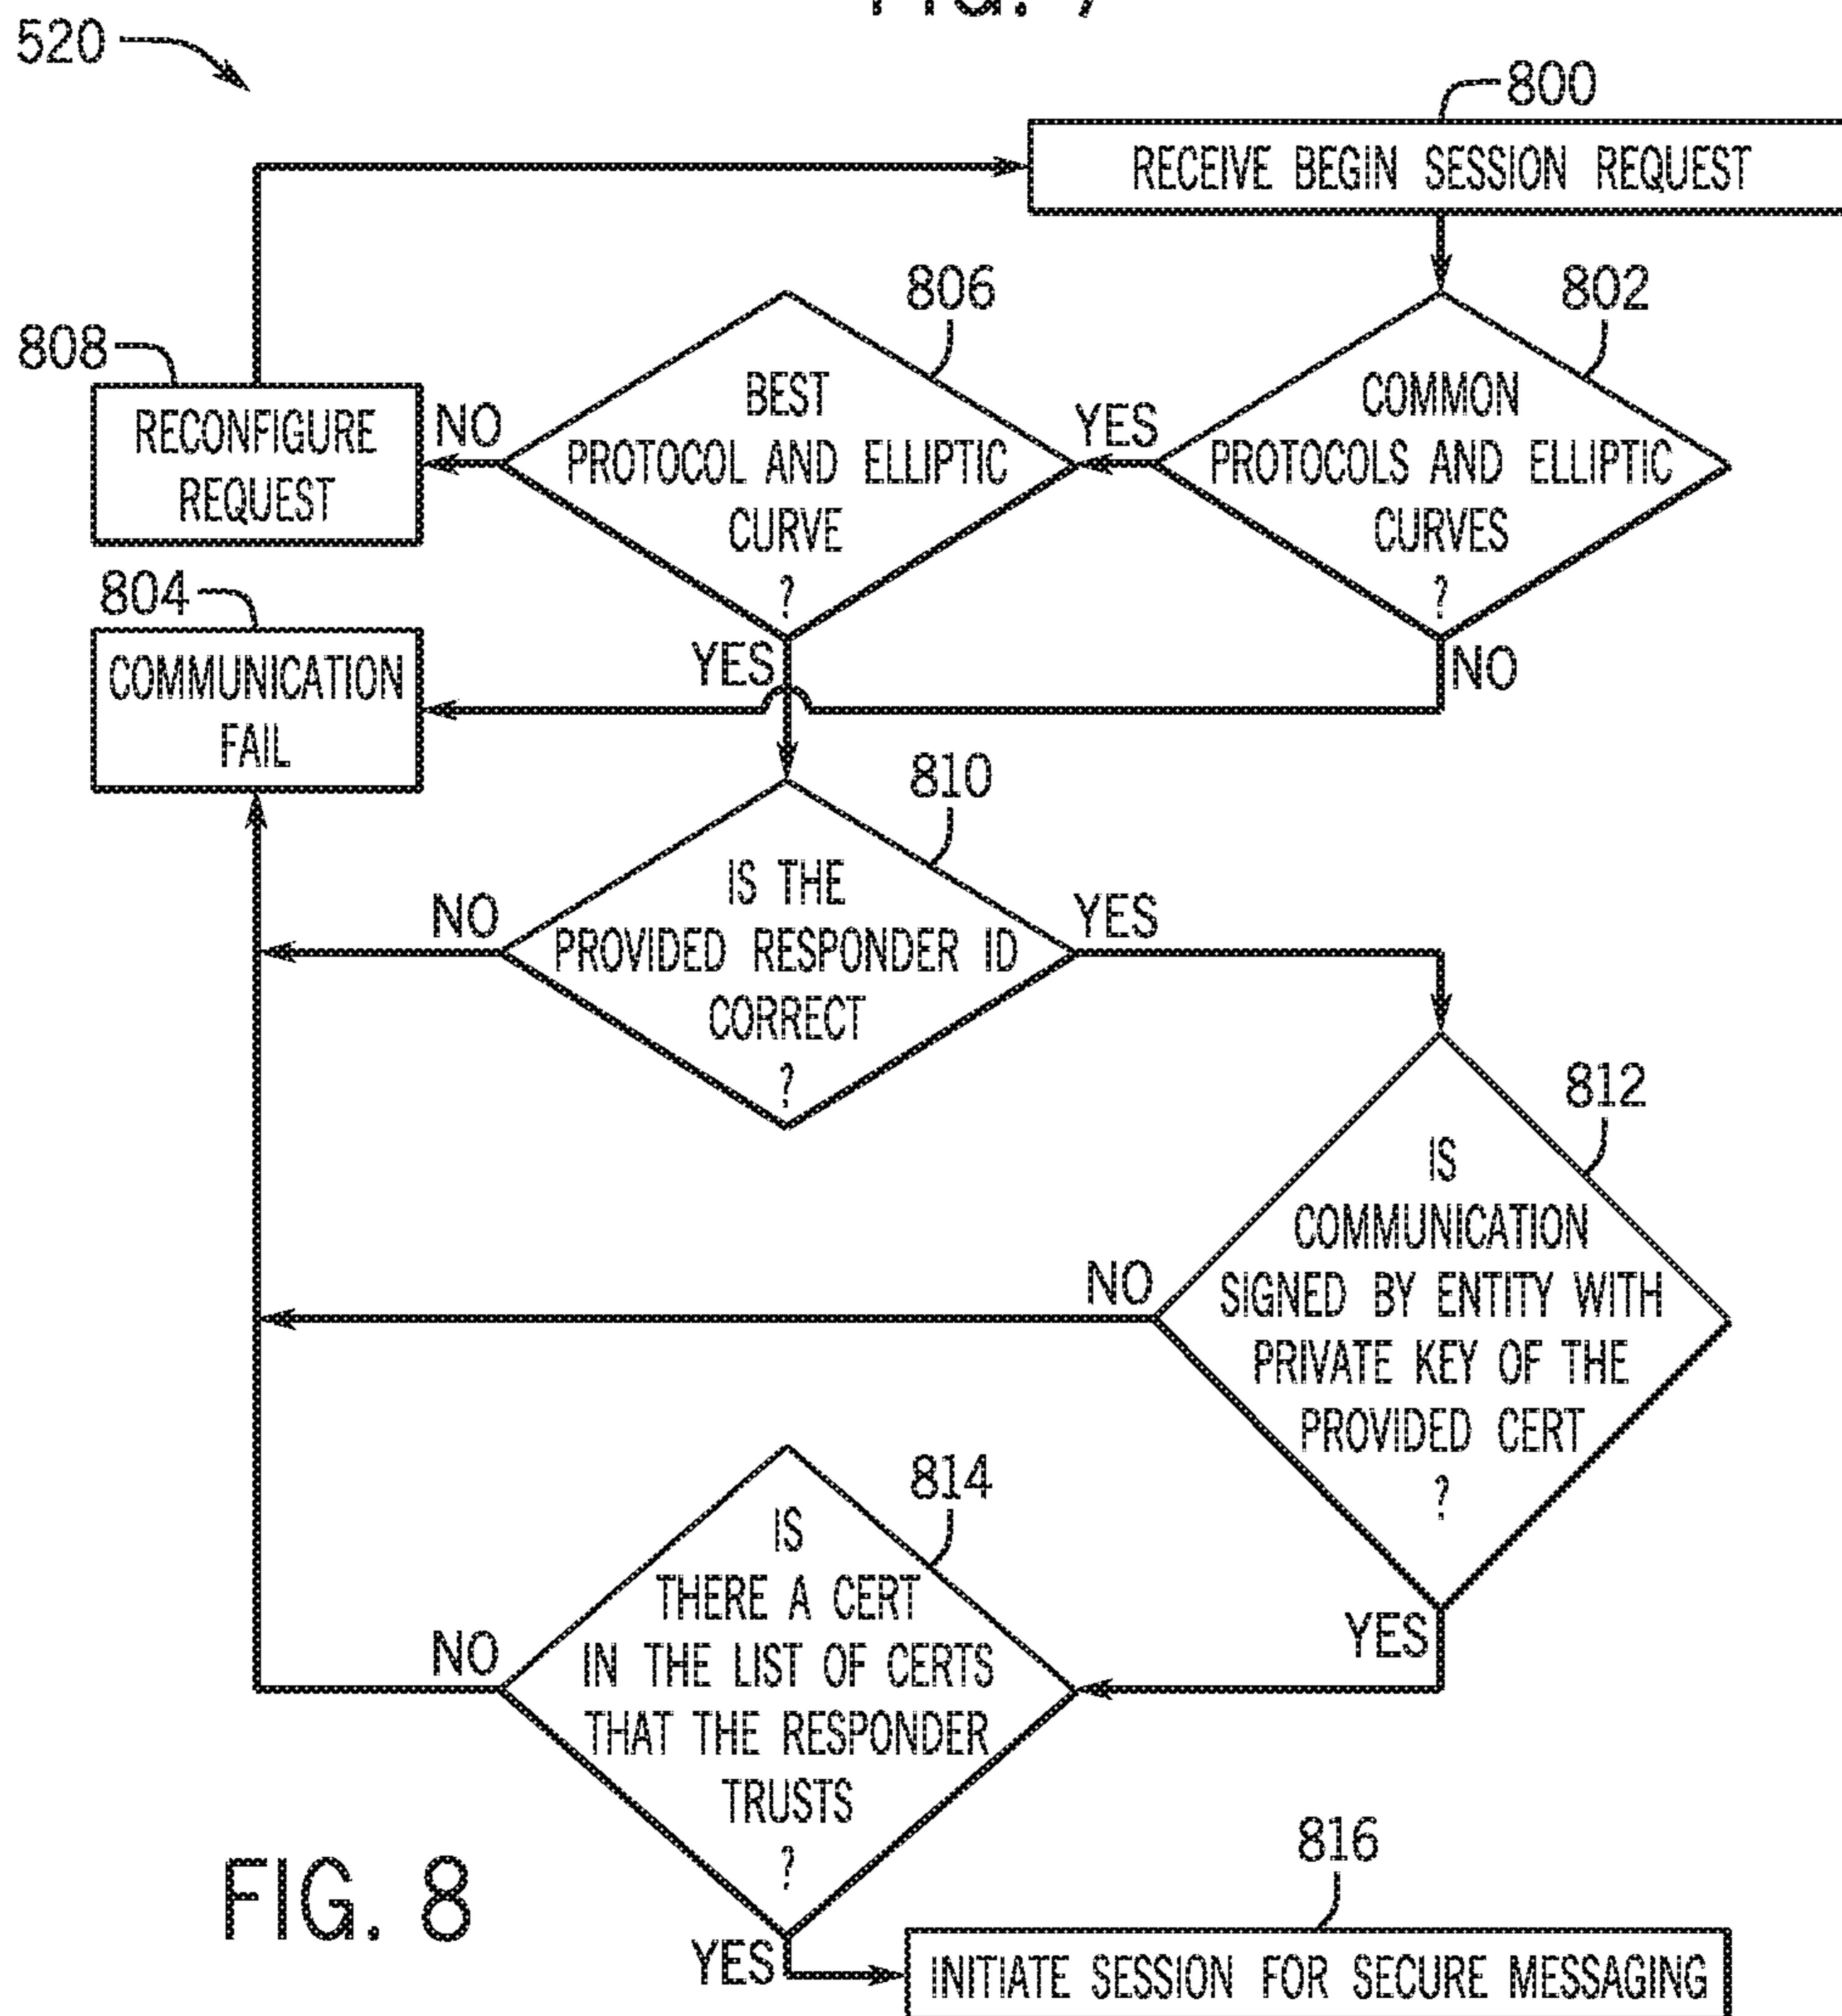 FIG. 7
520
800
RECEIVE BEGIN SESSION REQUEST
806
802
808
BEST
PROTOCOL AND ELLIPTIC
CURVE
?
COMMON
PROTOCOLS AND ELLIPTIC
CURVES
?
YES
NO
RECONFIGURE
REQUEST
804
COMMUNICATION
FAIL
YES
NO
810
IS THE
PROVIDED RESPONDER ID
CORRECT
?
NO
YES
812
IS
COMMUNICATION
SIGNED BY ENTITY WITH
PRIVATE KEY OF THE
PROVIDED CERT
?
NO
YES
814
IS
THERE A CERT
IN THE LIST OF CERTS
THAT THE RESPONDER
TRUSTS
?
NO
YES
816
INITIATE SESSION FOR SECURE MESSAGING
FIG. 8